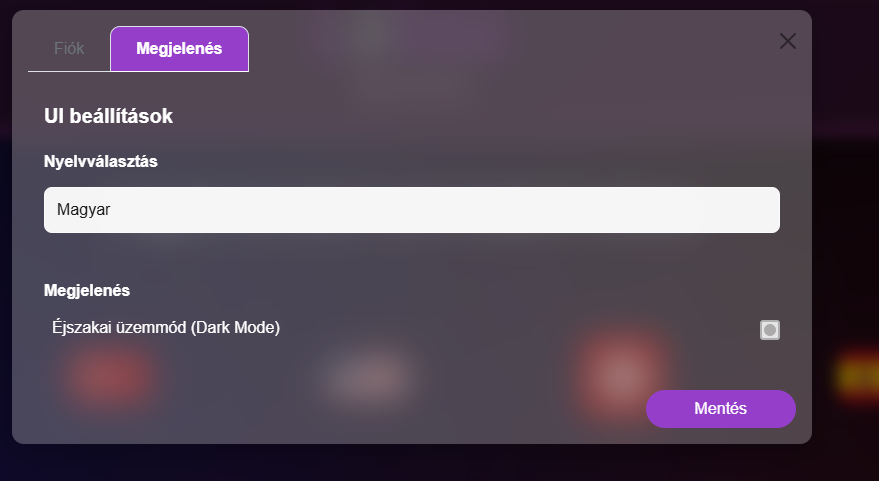 Fiók
Megjelenés
UI beállítások
Nyelvválasztás
Magyar
Megjelenés
Éjszakai üzemmód (Dark Mode)
Mentés